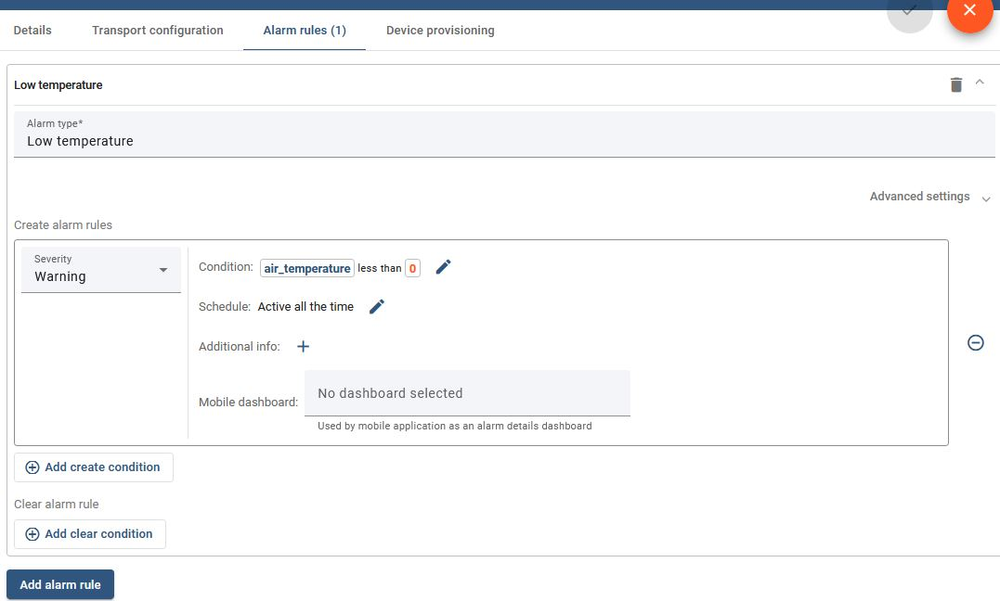 Details Transport configuration Alarm rules (1) Device provisioning
Low temperature
Alarm type*
Low temperature
Advanced settings
Create alarm rules
Severity
Warning
Condition: air_temperature less than 0
Schedule: Active all the time
Additional info:
Mobile dashboard: No dashboard selected
Used by mobile application as an alarm details dashboard
Add create condition
Clear alarm rule
Add clear condition
Add alarm rule